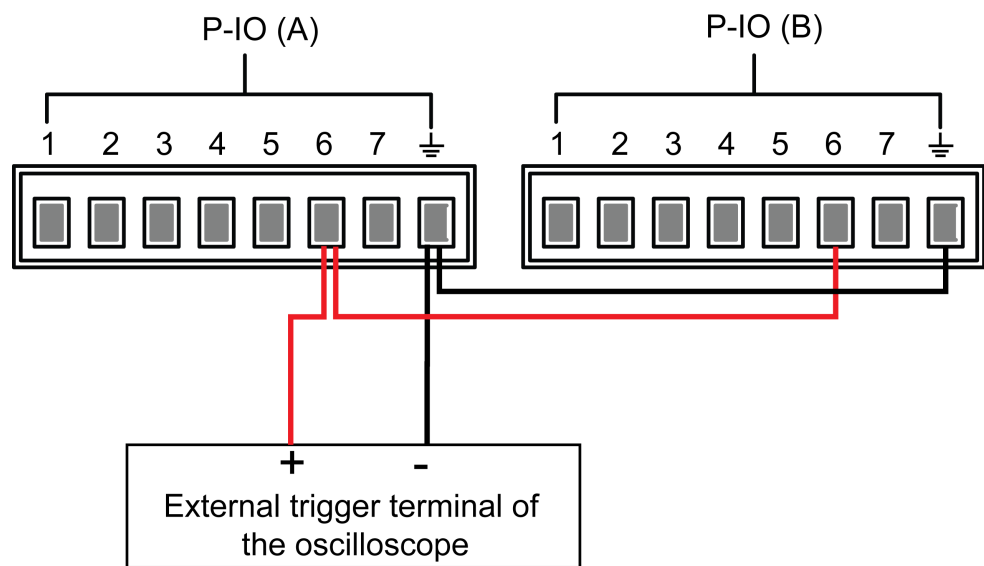 P-IO (A) P-IO (B)
1 2 3 4 5 6 7 1 2 3 4 5 6 7
+ -
External trigger terminal of
the oscilloscope